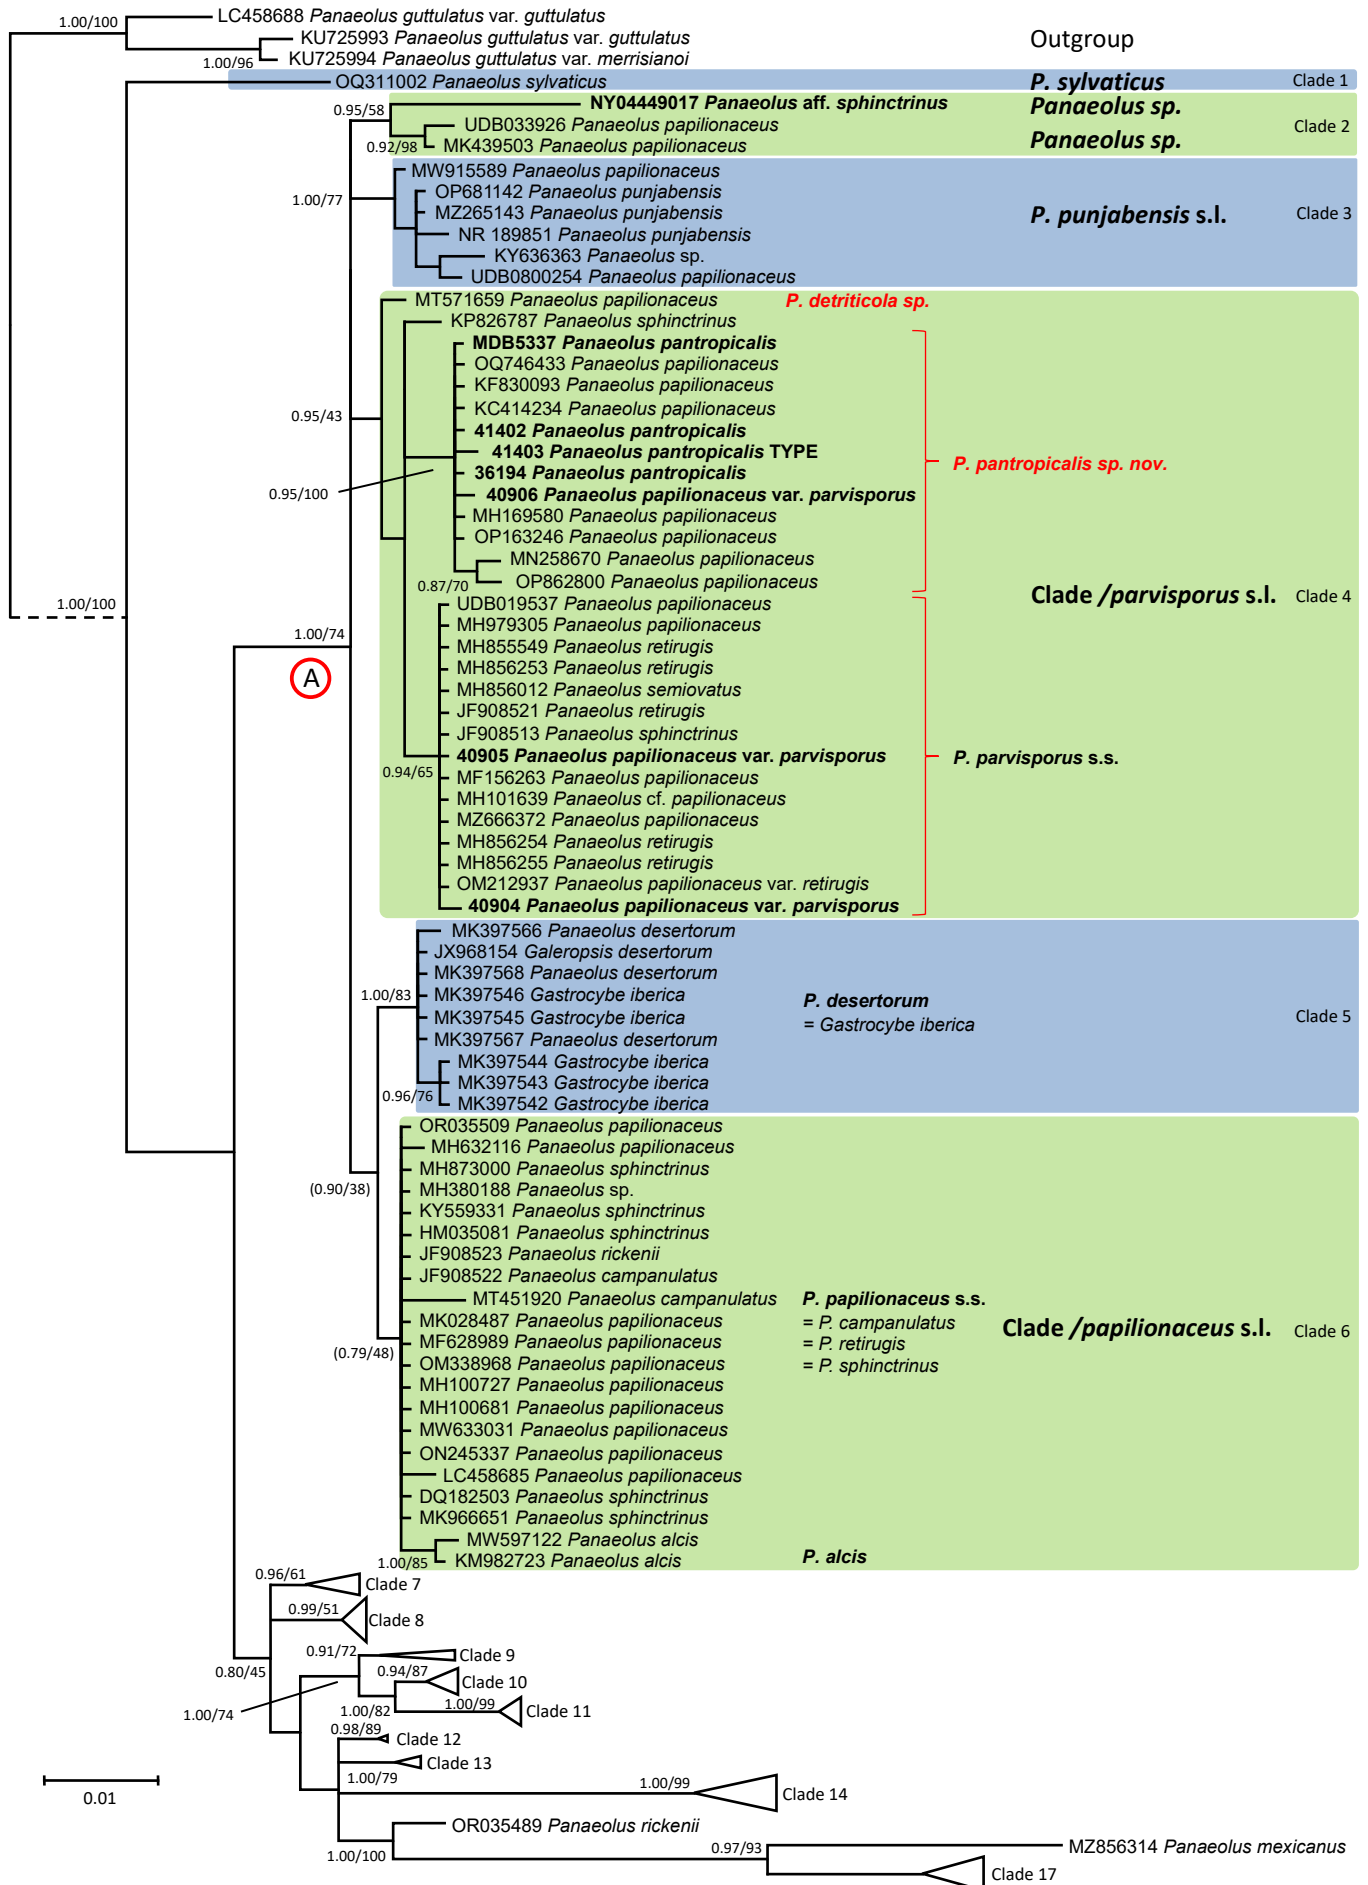 LC458688 Panaeolus guttulatus var. guttulatus
1.00/100
KU725993 Panaeolus guttulatus var. guttulatus
Outgroup
KU725994 Panaeolus guttulatus var. merrisianoi
1.00/96
OQ311002 Panaeolus sylvaticus
P. sylvaticus
Clade 1
NY04449017 Panaeolus aff. sphinctrinus
Panaeolus sp.
0.95/58
UDB033926 Panaeolus papilionaceus
Clade 2
0.92/98
MK439503 Panaeolus papilionaceus
Panaeolus sp.
MW915589 Panaeolus papilionaceus
OP681142 Panaeolus punjabensis
1.00/77
MZ265143 Panaeolus punjabensis
P. punjabensis s.l.
Clade 3
NR 189851 Panaeolus punjabensis
KY636363 Panaeolus sp.
UDB0800254 Panaeolus papilionaceus
MT571659 Panaeolus papilionaceus
P. detriticola sp.
KP826787 Panaeolus sphinctrinus
MDB5337 Panaeolus pantropicalis
OQ746433 Panaeolus papilionaceus
KF830093 Panaeolus papilionaceus
KC414234 Panaeolus papilionaceus
0.95/43
41402 Panaeolus pantropicalis
41403 Panaeolus pantropicalis TYPE
P. pantropicalis sp. nov.
36194 Panaeolus pantropicalis
0.95/100
40906 Panaeolus papilionaceus var. parvisporus
MH169580 Panaeolus papilionaceus
OP163246 Panaeolus papilionaceus
MN258670 Panaeolus papilionaceus
OP862800 Panaeolus papilionaceus
0.87/70
Clade /parvisporus s.l.
Clade 4
1.00/100
UDB019537 Panaeolus papilionaceus
MH979305 Panaeolus papilionaceus
1.00/74
MH855549 Panaeolus retirugis
MH856253 Panaeolus retirugis
A
MH856012 Panaeolus semiovatus
JF908521 Panaeolus retirugis
JF908513 Panaeolus sphinctrinus
40905 Panaeolus papilionaceus var. parvisporus
P. parvisporus s.s.
0.94/65
MF156263 Panaeolus papilionaceus
MH101639 Panaeolus cf. papilionaceus
MZ666372 Panaeolus papilionaceus
MH856254 Panaeolus retirugis
MH856255 Panaeolus retirugis
OM212937 Panaeolus papilionaceus var. retirugis
40904 Panaeolus papilionaceus var. parvisporus
MK397566 Panaeolus desertorum
JX968154 Galeropsis desertorum
MK397568 Panaeolus desertorum
1.00/83
MK397546 Gastrocybe iberica
P. desertorum
MK397545 Gastrocybe iberica
= Gastrocybe iberica
Clade 5
MK397567 Panaeolus desertorum
MK397544 Gastrocybe iberica
MK397543 Gastrocybe iberica
0.96/76
MK397542 Gastrocybe iberica
OR035509 Panaeolus papilionaceus
MH632116 Panaeolus papilionaceus
MH873000 Panaeolus sphinctrinus
(0.90/38)
MH380188 Panaeolus sp.
KY559331 Panaeolus sphinctrinus
HM035081 Panaeolus sphinctrinus
JF908523 Panaeolus rickenii
JF908522 Panaeolus campanulatus
MT451920 Panaeolus campanulatus
P. papilionaceus s.s.
MK028487 Panaeolus papilionaceus
= P. campanulatus
Clade /papilionaceus s.l.
Clade 6
MF628989 Panaeolus papilionaceus
= P. retirugis
(0.79/48)
OM338968 Panaeolus papilionaceus
= P. sphinctrinus
MH100727 Panaeolus papilionaceus
MH100681 Panaeolus papilionaceus
MW633031 Panaeolus papilionaceus
ON245337 Panaeolus papilionaceus
LC458685 Panaeolus papilionaceus
DQ182503 Panaeolus sphinctrinus
MK966651 Panaeolus sphinctrinus
MW597122 Panaeolus alcis
1.00/85
KM982723 Panaeolus alcis
P. alcis
0.96/61
Clade 7
0.99/51
Clade 8
0.91/72
Clade 9
0.80/45
0.94/87
Clade 10
1.00/74
1.00/82
1.00/99
Clade 11
0.98/89
Clade 12
Clade 13
1.00/79
1.00/99
Clade 14
0.01
OR035489 Panaeolus rickenii
1.00/100
0.97/93
MZ856314 Panaeolus mexicanus
Clade 17